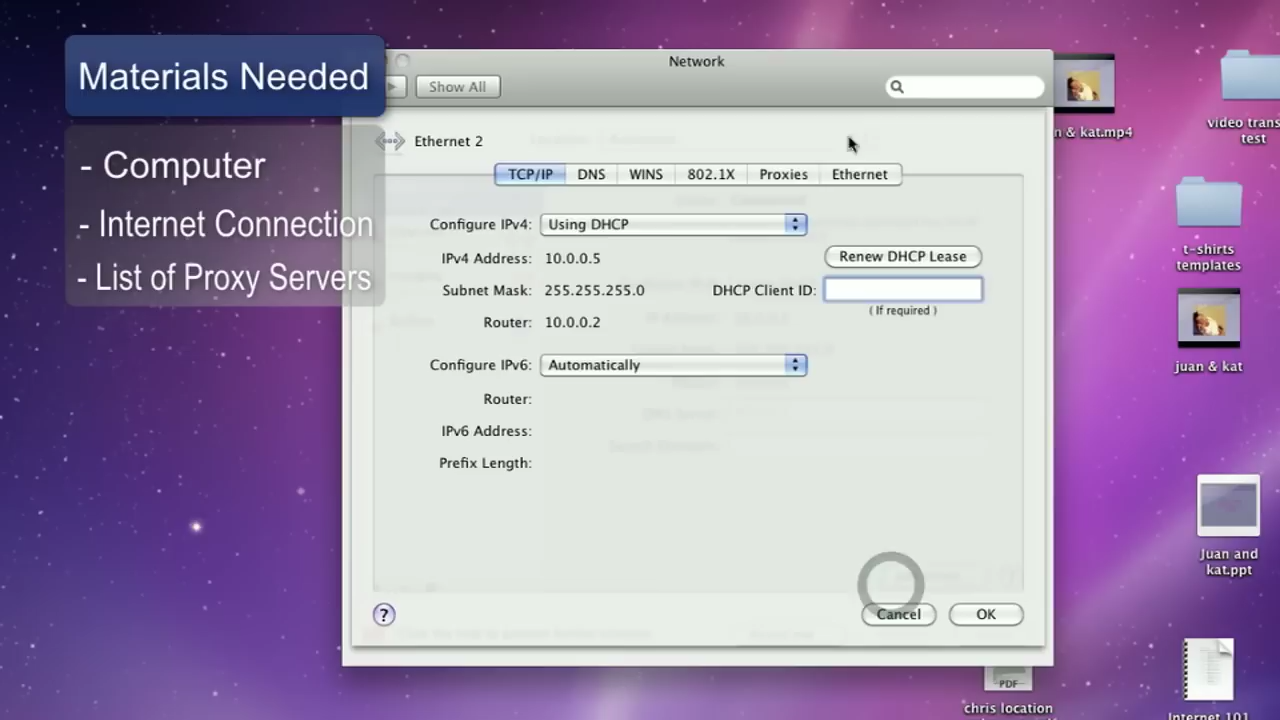 Materials Needed
- Computer
- Internet Connection
- List of Proxy Servers
Network
Show All
Ethernet 2
TCP/IP DNS WINS 802.1X Proxies Ethernet
Configure IPv4: Using DHCP
IPv4 Address: 10.0.0.5
Renew DHCP Lease
Subnet Mask: 255.255.255.0
DHCP Client ID:
( If required )
Router: 10.0.0.2
Configure IPv6: Automatically
Router:
IPv6 Address:
Prefix Length:
?
Cancel
OK
n & kat.mp4
video trans
test
t-shirts
templates
juan & kat
Juan and
kat.ppt
PDF
chris location
Internet 101